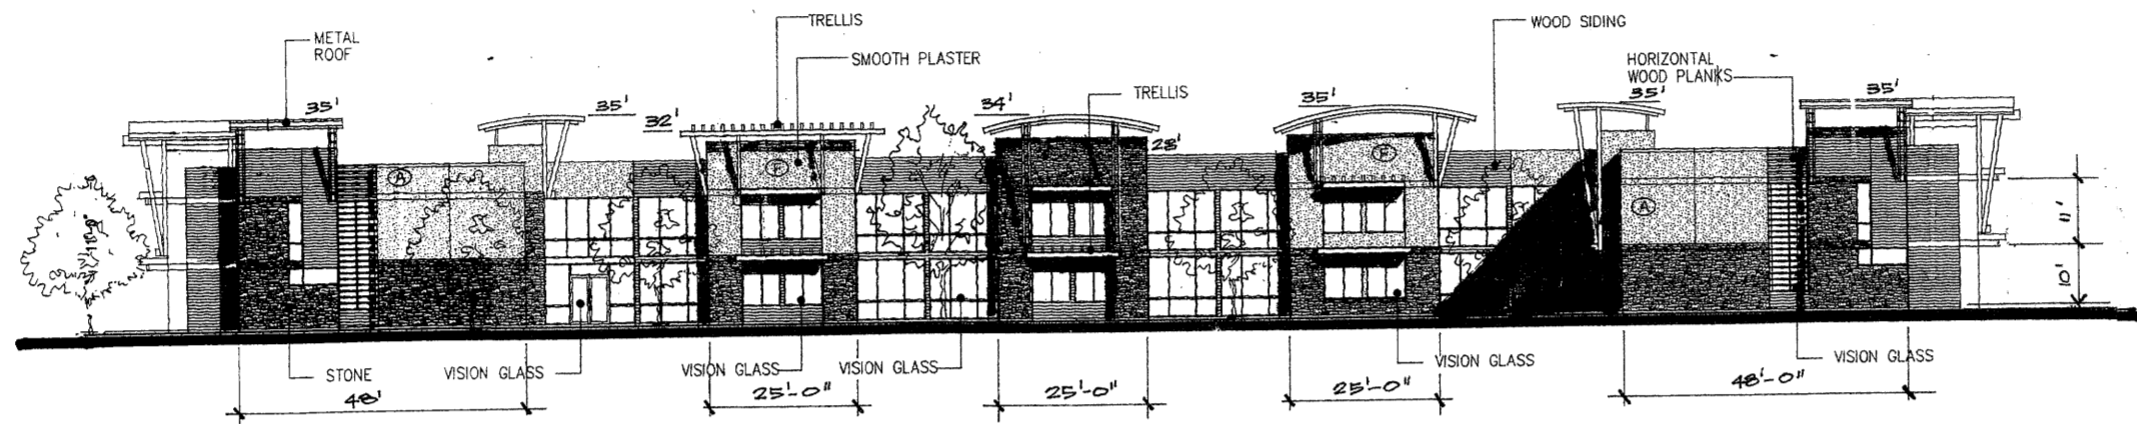 TRELLIS
WOOD SIDING
METAL
ROOF
SMOOTH PLASTER
HORIZONTAL
WOOD PLANKS
TRELLIS
35'
35'
32'
34'
35'
35'
35'
28'
F
F
A
A
11'
10'
STONE
VISION GLASS
VISION GLASS
VISION GLASS
VISION GLASS
VISION GLASS
48'
25'-0"
25'-0"
25'-0"
48'-0"